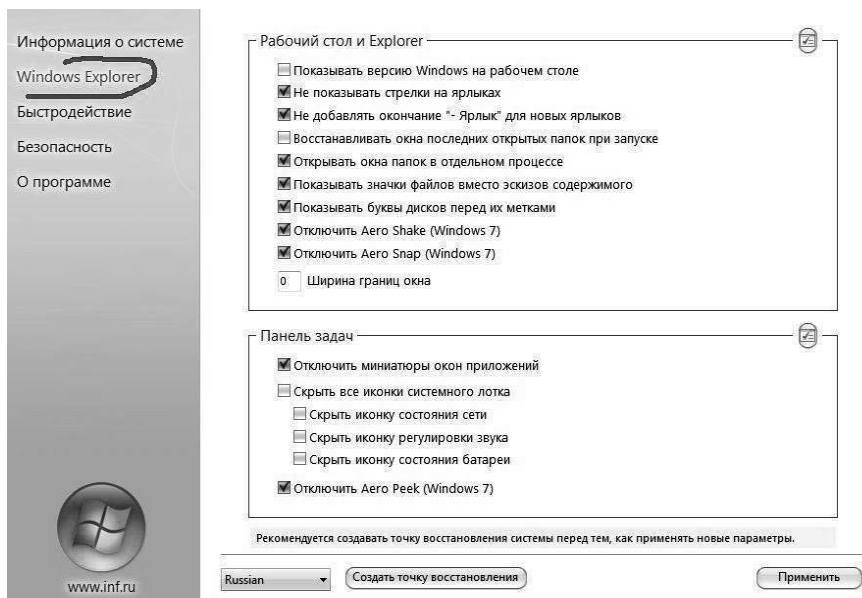 Информация о системе
Windows Explorer
Быстродействие
Безопасность
О программе
www.inf.ru
Рабочий стол и Explorer
Показывать версию Windows на рабочем столе
Не показывать стрелки на ярлыках
Не добавлять окончание "- Ярлык" для новых ярлыков
Восстанавливать окна последних открытых папок при запуске
Открывать окна папок в отдельном процессе
Показывать значки файлов вместо эскизов содержимого
Показывать буквы дисков перед их метками
Отключить Aero Shake (Windows 7)
Отключить Aero Snap (Windows 7)
0 Ширина границ окна
Панель задач
Отключить миниатюры окон приложений
Скрыть все иконки системного лотка
Скрыть иконку состояния сети
Скрыть иконку регулировки звука
Скрыть иконку состояния батареи
Отключить Aero Peek (Windows 7)
Рекомендуется создавать точку восстановления системы перед тем, как применять новые параметры.
Russian Создать точку восстановления Применить